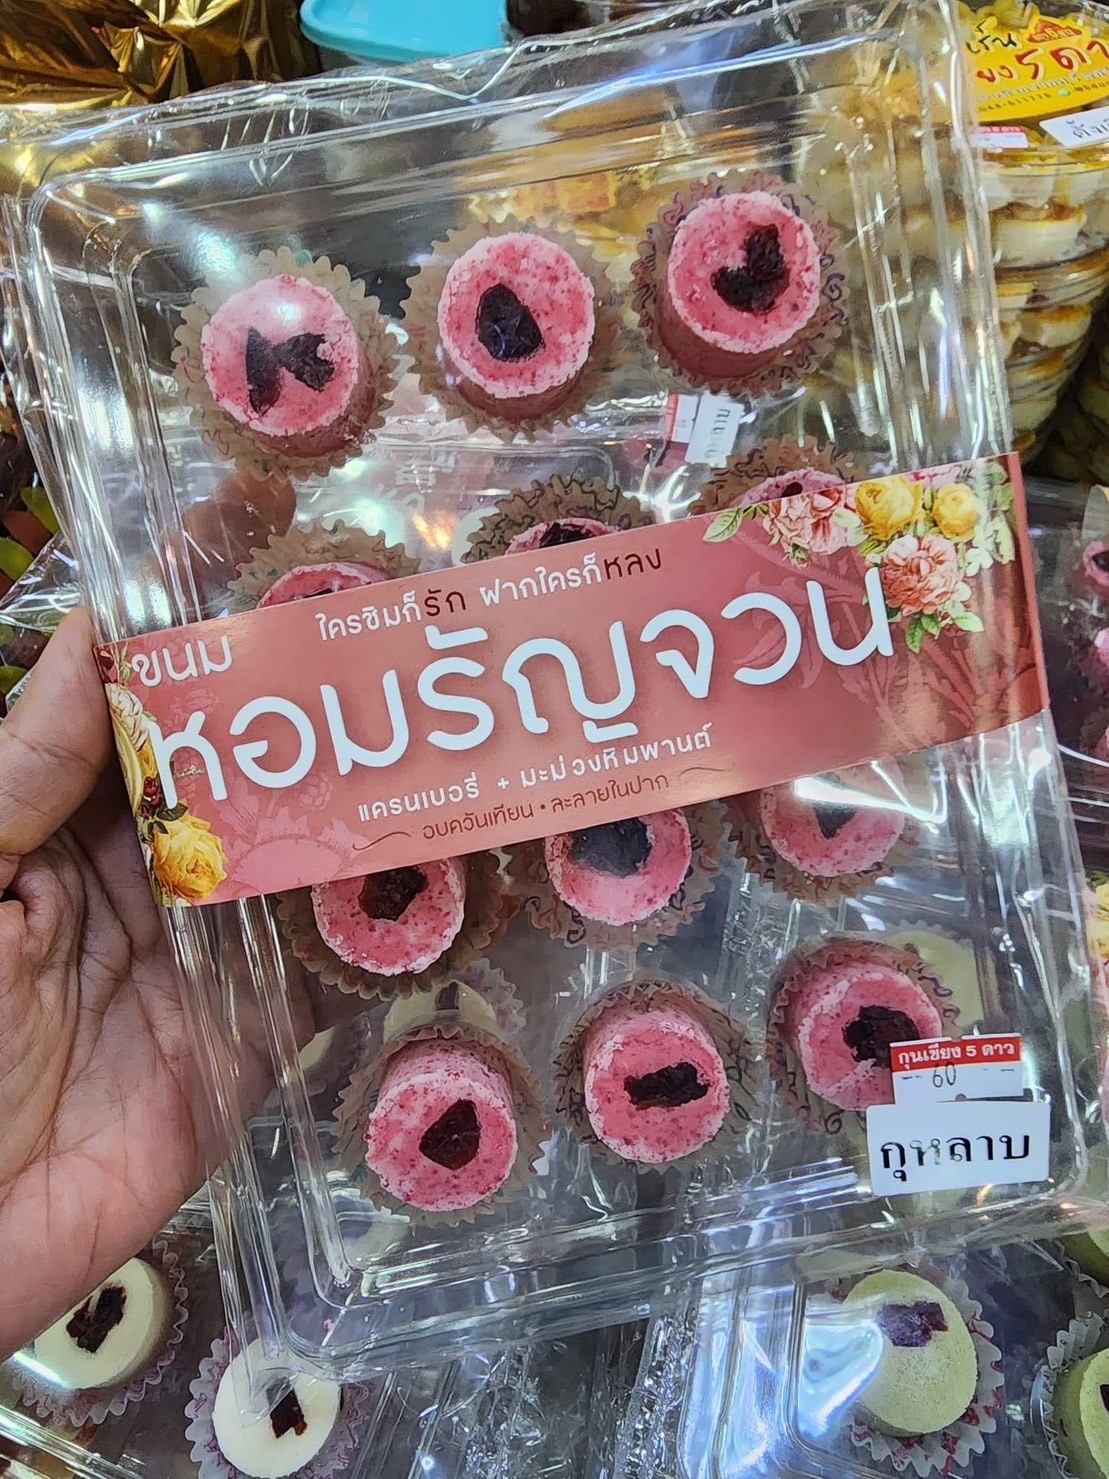 ใครชิมก็รัก ฝากใครก็หลง
ขนม
หอมรัญจวน
แครนเบอรี่ + มะม่วงหิมพานต์
อบควันเทียน • ละลายในปาก
กุนเชียง 5 ดาว
60
กุหลาบ